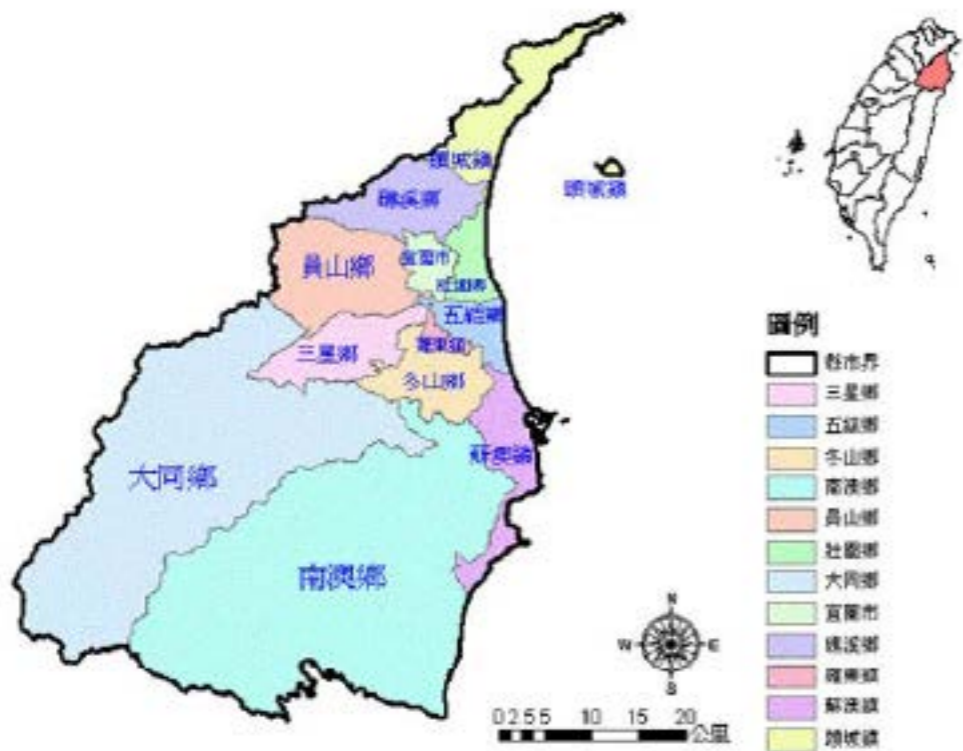 頭城鎮
頭城鎮
礁溪鄉
員山鄉
宜蘭市
壯圍鄉
五結鄉
三星鄉
羅東鎮
冬山鄉
蘇澳鎮
大同鄉
南澳鄉
N
W
E
S
0 2.5 5 10 15 20
公里
圖例
縣市界
三星鄉
五結鄉
冬山鄉
南澳鄉
員山鄉
壯圍鄉
大同鄉
宜蘭市
礁溪鄉
羅東鎮
蘇澳鎮
頭城鎮